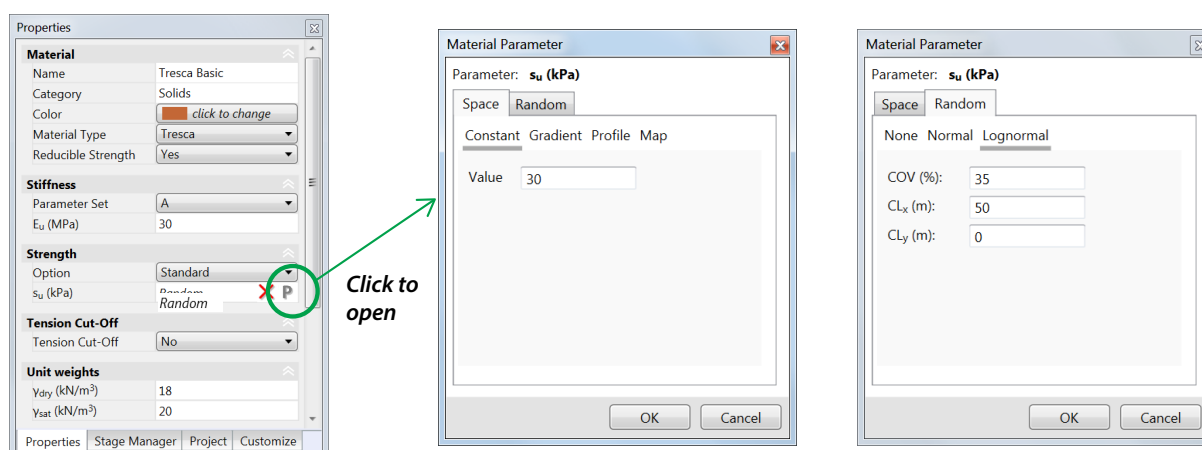 Properties
Material
Name Tresca Basic
Category Solids
Color click to change
Material Type Tresca
Reducible Strength Yes
Stiffness
Parameter Set A
Eu (MPa) 30
Strength
Option Standard
su (kPa) Random
Random
Tension Cut-Off
Tension Cut-Off No
Unit weights
γdry (kN/m³) 18
γsat (kN/m³) 20
Properties Stage Manager Project Customize
P
Click to
open
Material Parameter
Parameter: su (kPa)
Space Random
Constant Gradient Profile Map
Value 30
OK Cancel
Material Parameter
Parameter: su (kPa)
Space Random
None Normal Lognormal
COV (%): 35
CLx (m): 50
CLy (m): 0
OK Cancel